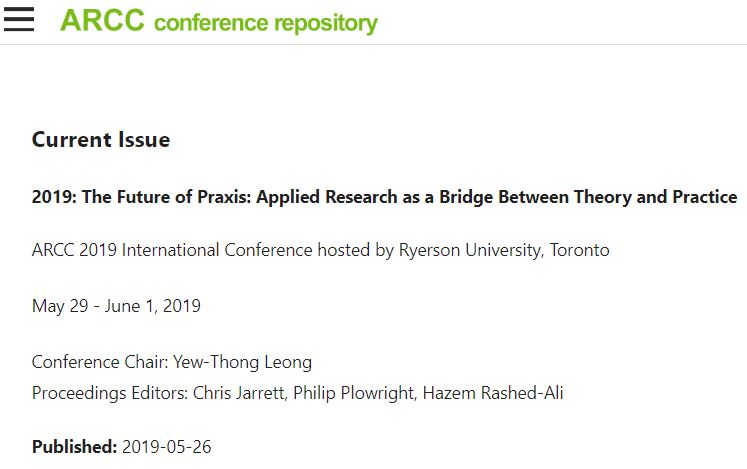 ARCC conference repository
Current Issue
2019: The Future of Praxis: Applied Research as a Bridge Between Theory and Practice
ARCC 2019 International Conference hosted by Ryerson University, Toronto
May 29 - June 1, 2019
Conference Chair: Yew-Thong Leong
Proceedings Editors: Chris Jarrett, Philip Plowright, Hazem Rashed-Ali
Published: 2019-05-26